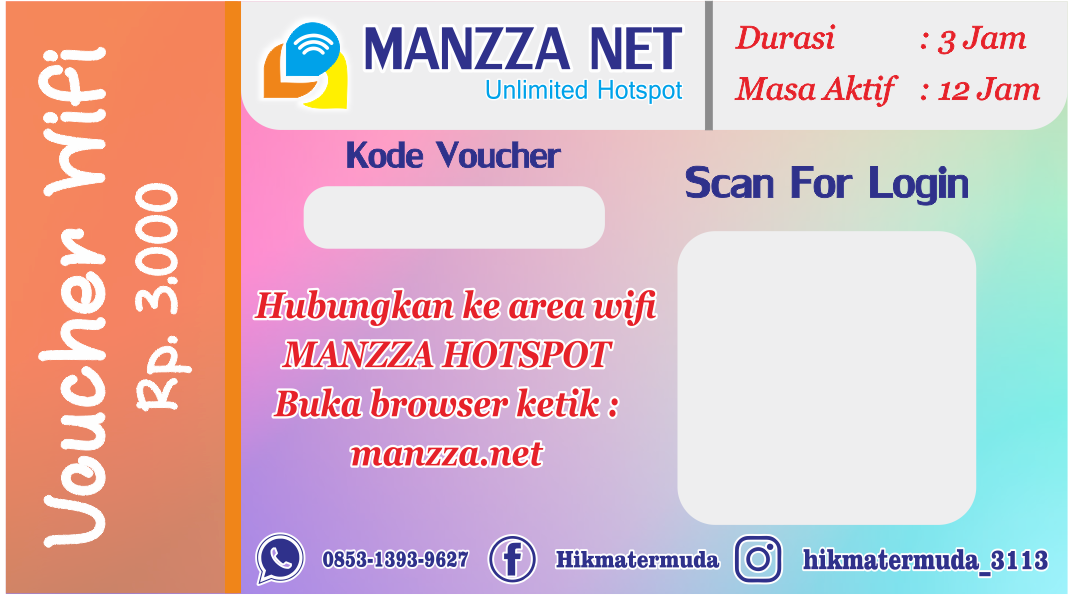 Voucher Wifi
Rp. 3.000
MANZZA NET
Unlimited Hotspot
Durasi : 3 Jam
Masa Aktif : 12 Jam
Kode Voucher
Scan For Login
Hubungkan ke area wifi
MANZZA HOTSPOT
Buka browser ketik :
manzza.net
0853-1393-9627 Hikmatermuda hikmatermuda_3113